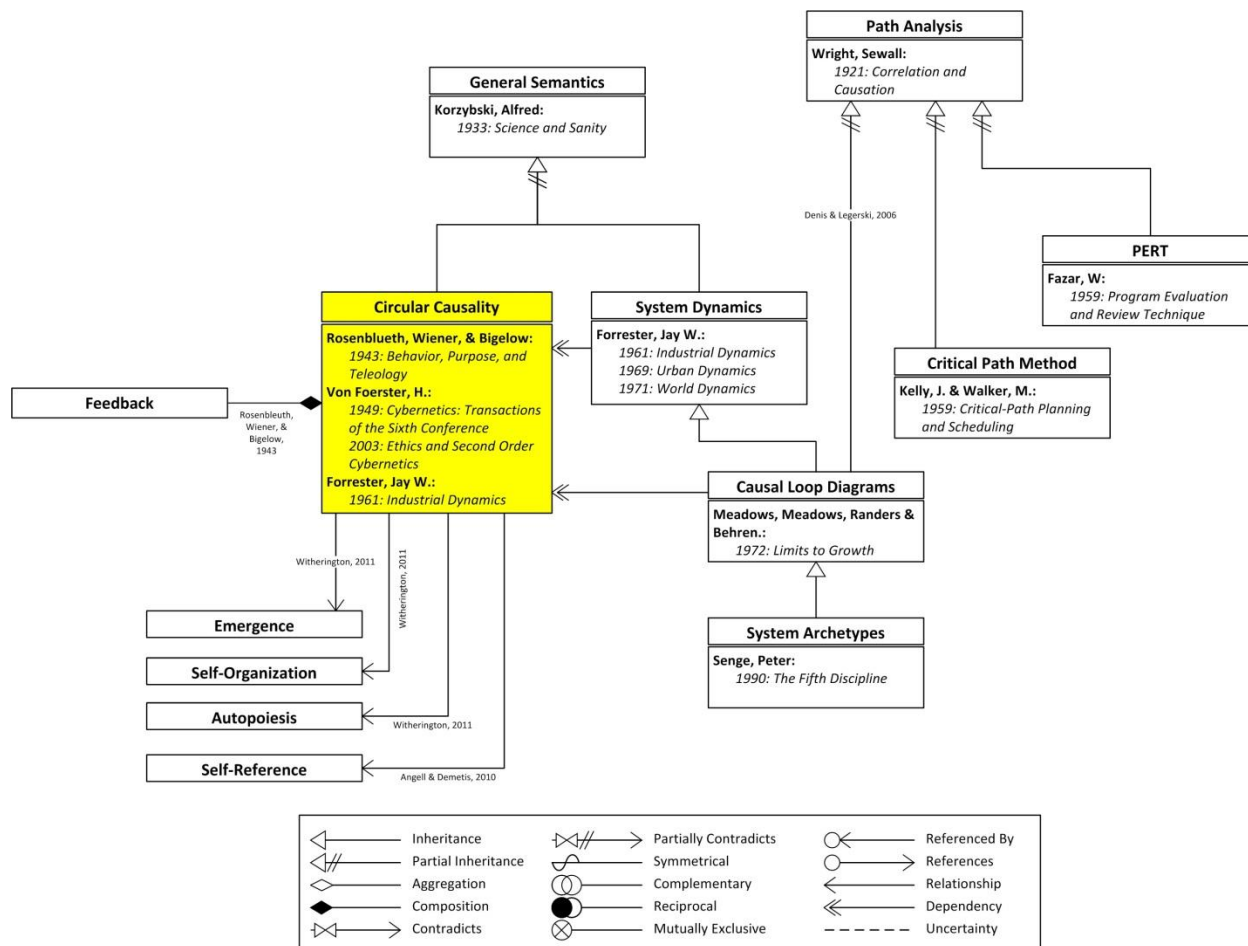 Path Analysis
Wright, Sewall:
1921: Correlation and
Causation
General Semantics
Korzybski, Alfred:
1933: Science and Sanity
Denis & Legerski, 2006
PERT
Fazar, W:
1959: Program Evaluation
and Review Technique
Circular Causality
Rosenblueth, Wiener, & Bigelow:
1943: Behavior, Purpose, and
Teleology
Von Foerster, H.:
1949: Cybernetics: Transactions
of the Sixth Conference
2003: Ethics and Second Order
Cybernetics
Forrester, Jay W.:
1961: Industrial Dynamics
System Dynamics
Forrester, Jay W.:
1961: Industrial Dynamics
1969: Urban Dynamics
1971: World Dynamics
Critical Path Method
Kelly, J. & Walker, M.:
1959: Critical-Path Planning
and Scheduling
Feedback
Rosenbleuth,
Wiener, &
Bigelow,
1943
Causal Loop Diagrams
Meadows, Meadows, Randers &
Behren.:
1972: Limits to Growth
Witherington, 2011
Witherington, 2011
Emergence
Self-Organization
Autopoiesis
Witherington, 2011
Self-Reference
Angell & Demetis, 2010
System Archetypes
Senge, Peter:
1990: The Fifth Discipline
Inheritance
Partial Inheritance
Aggregation
Composition
Contradicts
Partially Contradicts
Symmetrical
Complementary
Reciprocal
Mutually Exclusive
Referenced By
References
Relationship
Dependency
Uncertainty